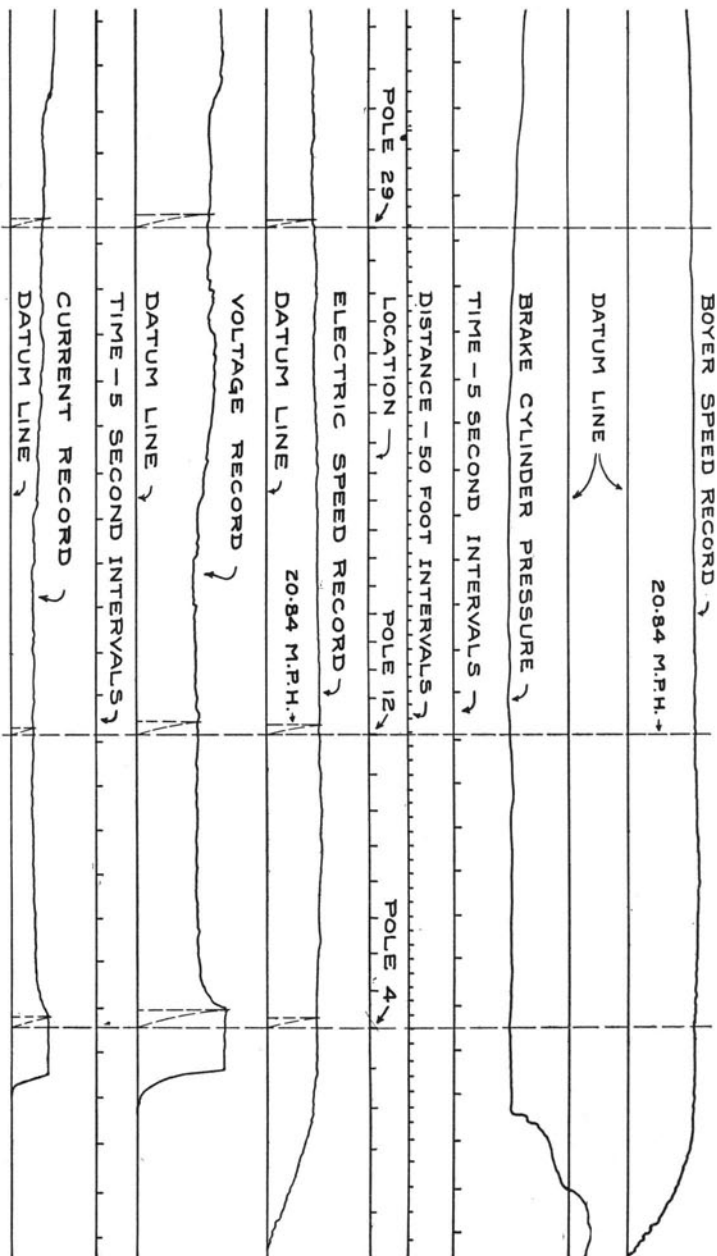 BOYER SPEED RECORD
20.84 M.P.H.
DATUM LINE
BRAKE CYLINDER PRESSURE
TIME – 5 SECOND INTERVALS
DISTANCE – 50 FOOT INTERVALS
POLE 29
LOCATION
POLE 12
POLE 4
ELECTRIC SPEED RECORD
DATUM LINE
20.84 M.P.H.
VOLTAGE RECORD
DATUM LINE
TIME – 5 SECOND INTERVALS
CURRENT RECORD
DATUM LINE